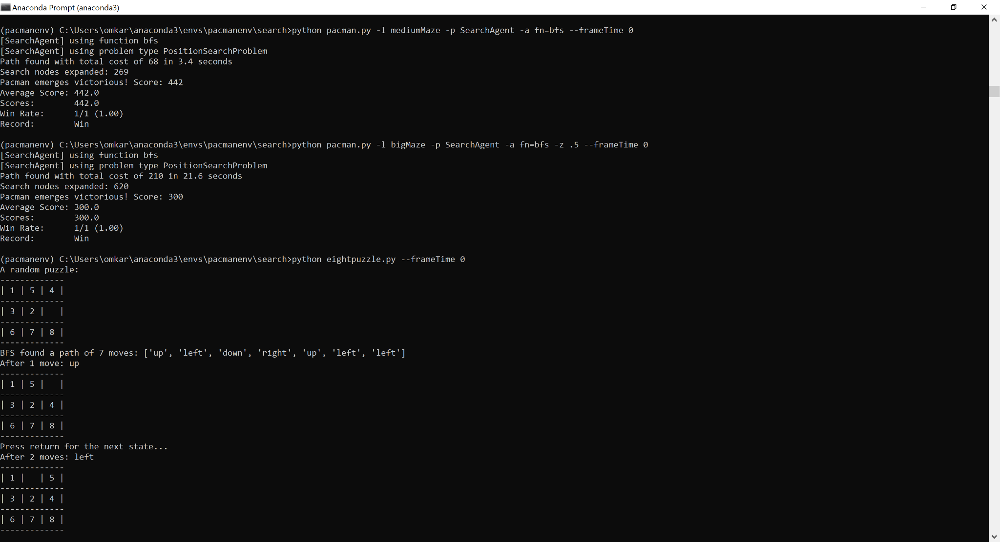 Anaconda Prompt (anaconda3)
(pacmanenv) C:\Users\omkar\anaconda3\envs\pacmanenv\search>python pacman.py -l mediumMaze -p SearchAgent -a fn=bfs --frameTime 0
[SearchAgent] using function bfs
[SearchAgent] using problem type PositionSearchProblem
Path found with total cost of 68 in 3.4 seconds
Search nodes expanded: 269
Pacman emerges victorious! Score: 442
Average Score: 442.0
Scores:        442.0
Win Rate:      1/1 (1.00)
Record:        Win
(pacmanenv) C:\Users\omkar\anaconda3\envs\pacmanenv\search>python pacman.py -l bigMaze -p SearchAgent -a fn=bfs -z .5 --frameTime 0
[SearchAgent] using function bfs
[SearchAgent] using problem type PositionSearchProblem
Path found with total cost of 210 in 21.6 seconds
Search nodes expanded: 620
Pacman emerges victorious! Score: 300
Average Score: 300.0
Scores:        300.0
Win Rate:      1/1 (1.00)
Record:        Win
(pacmanenv) C:\Users\omkar\anaconda3\envs\pacmanenv\search>python eightpuzzle.py --frameTime 0
A random puzzle:
-------------
| 1 | 5 | 4 |
-------------
| 3 | 2 |   |
-------------
| 6 | 7 | 8 |
-------------
BFS found a path of 7 moves: ['up', 'left', 'down', 'right', 'up', 'left', 'left']
After 1 move: up
-------------
| 1 | 5 |   |
-------------
| 3 | 2 | 4 |
-------------
| 6 | 7 | 8 |
-------------
Press return for the next state...
After 2 moves: left
-------------
| 1 |   | 5 |
-------------
| 3 | 2 | 4 |
-------------
| 6 | 7 | 8 |
-------------